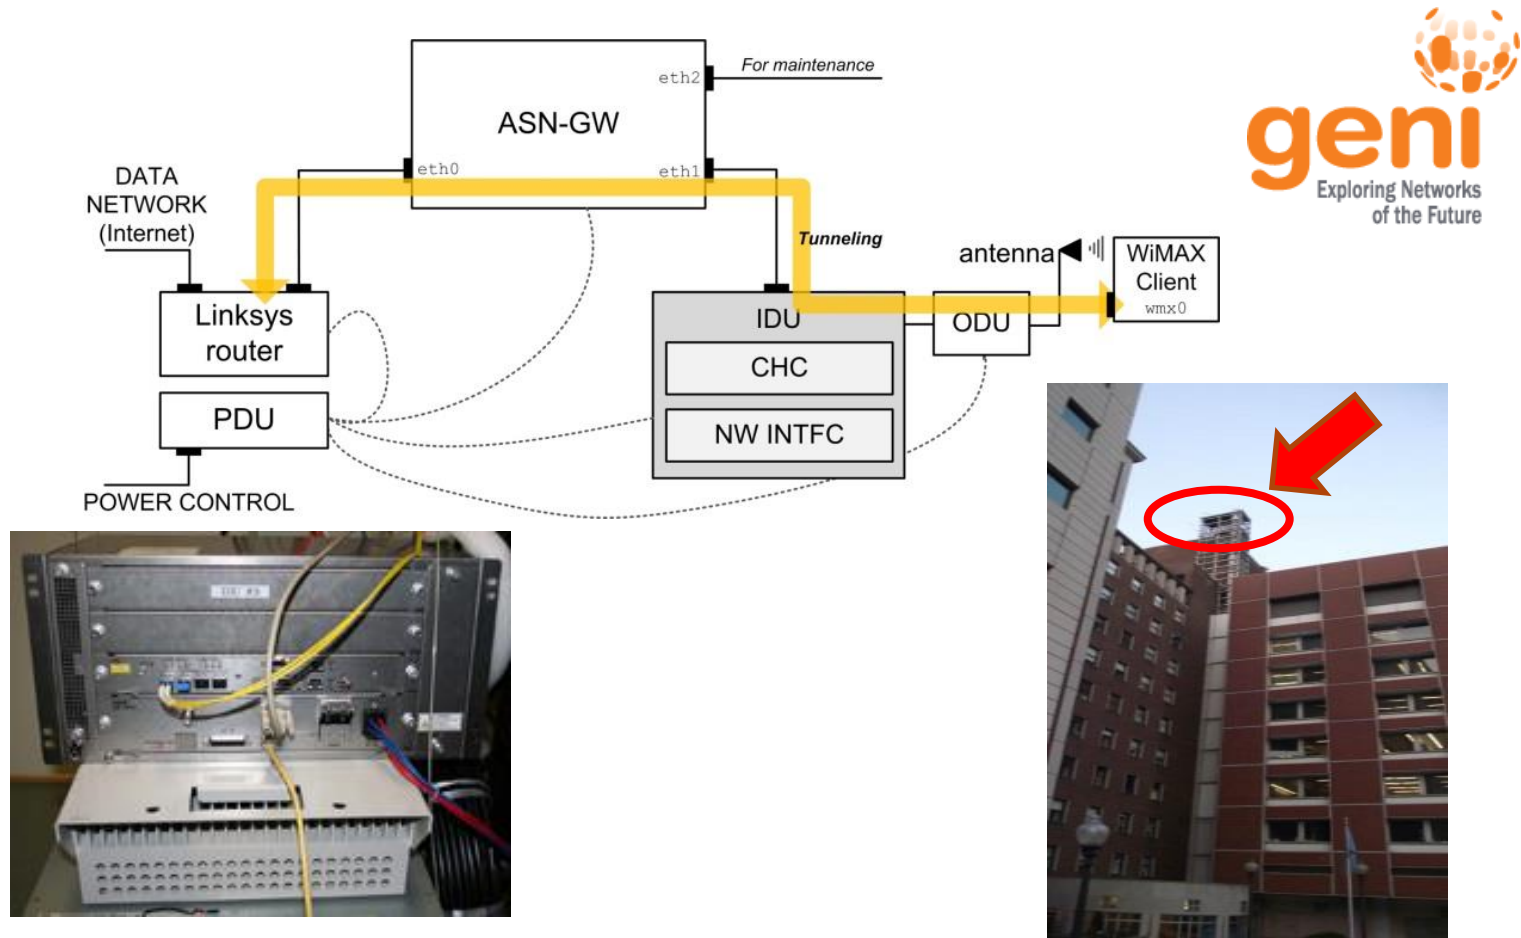 geni
Exploring Networks
of the Future
For maintenance
eth2
ASN-GW
eth0
eth1
DATA
NETWORK
(Internet)
Tunneling
antenna
WiMAX
Client
wmx0
Linksys
router
IDU
ODU
CHC
PDU
NW INTFC
POWER CONTROL